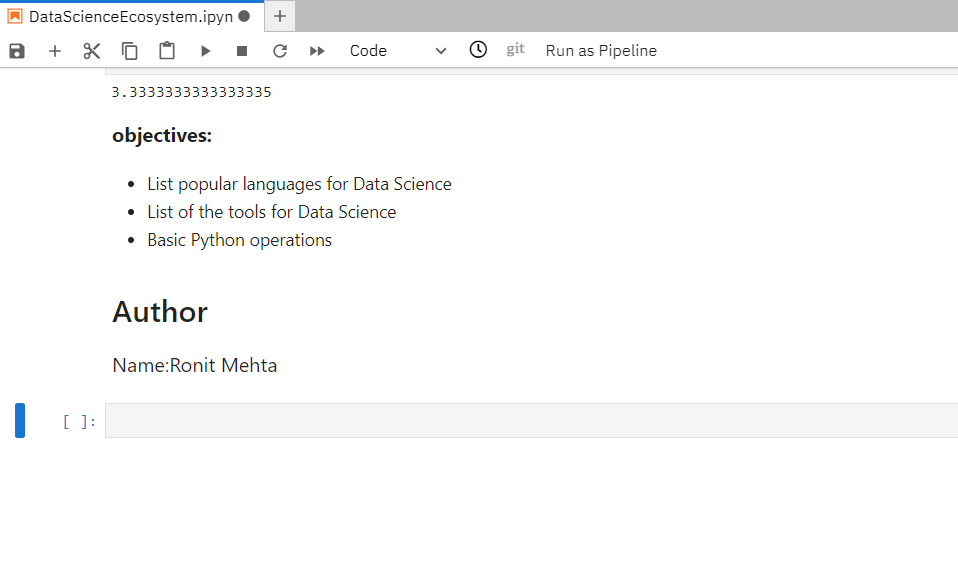 DataScienceEcosystem.ipyn
Code git Run as Pipeline
3.3333333333333335
objectives:
• List popular languages for Data Science
• List of the tools for Data Science
• Basic Python operations
Author
Name:Ronit Mehta
[ ]: